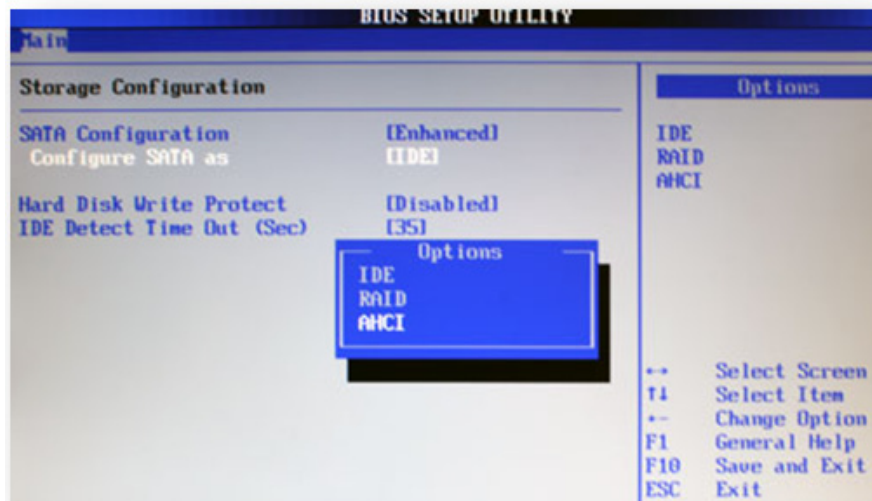 BIOS SETUP UTILITY
Main
Storage Configuration
SATA Configuration [Enhanced]
Configure SATA as [IDE]
Hard Disk Write Protect [Disabled]
IDE Detect Time Out (Sec) [35]
Options
IDE
RAID
AHCI
Options
IDE
RAID
AHCI
↔ Select Screen
↑↓ Select Item
+- Change Option
F1 General Help
F10 Save and Exit
ESC Exit